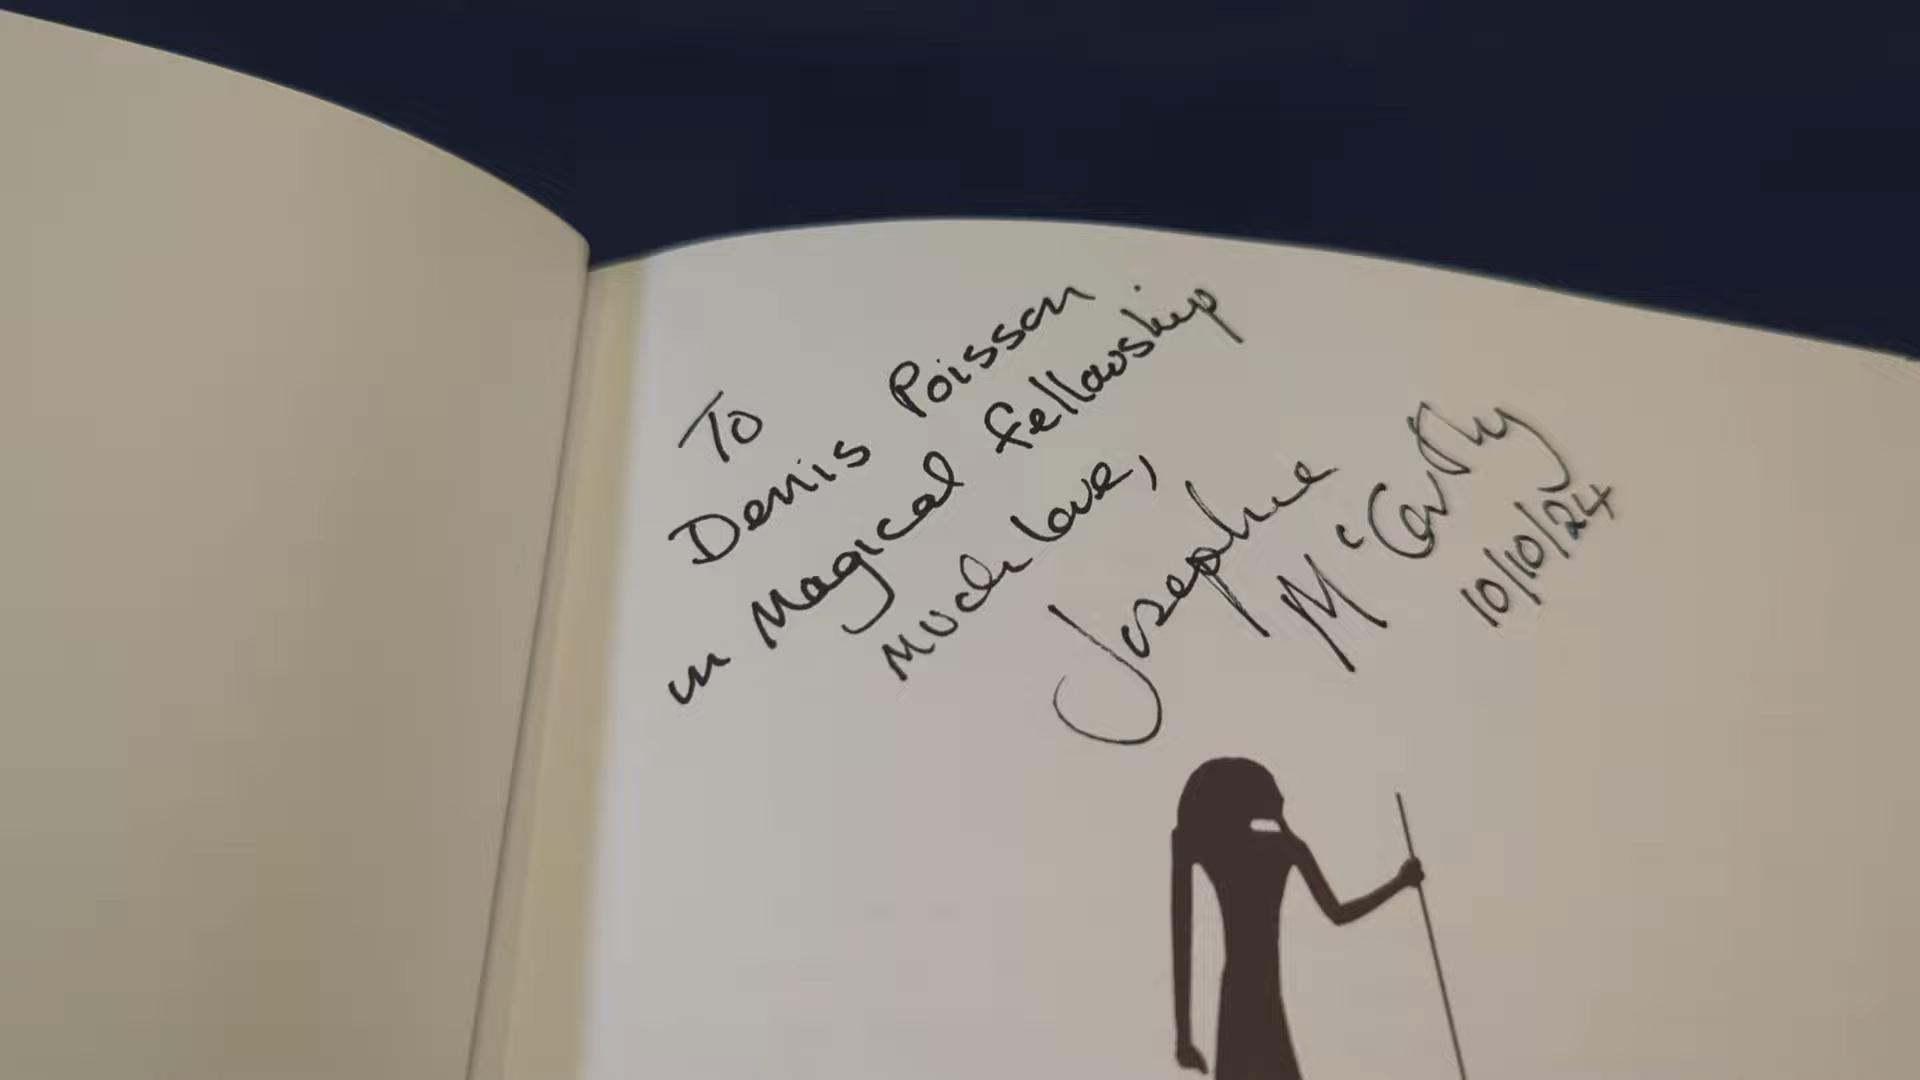 To
Denis Poisson
in Magical fellowship
Much love,
Josephine
McCarthy
10/10/24